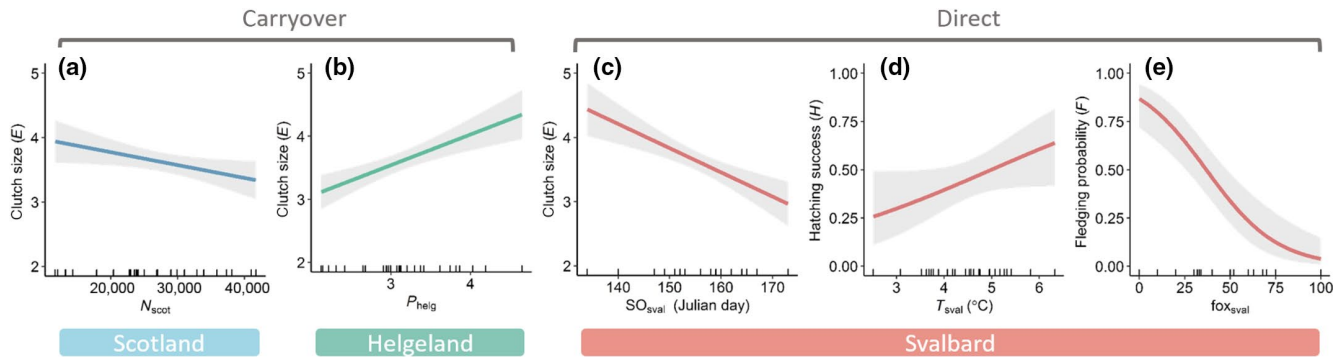 Carryover
Direct
(a)
(b)
(c)
(d)
(e)
Clutch size (E)
5
4
3
2
20,000
30,000
40,000
N_scot
Clutch size (E)
5
4
3
2
3
4
P_helg
Clutch size (E)
5
4
3
2
140
150
160
170
SO_sval (Julian day)
Hatching success (H)
1.00
0.75
0.50
0.25
0.00
3
4
5
6
T_sval (°C)
Fledging probability (F)
1.00
0.75
0.50
0.25
0.00
0
25
50
75
100
fox_sval
Scotland
Helgeland
Svalbard